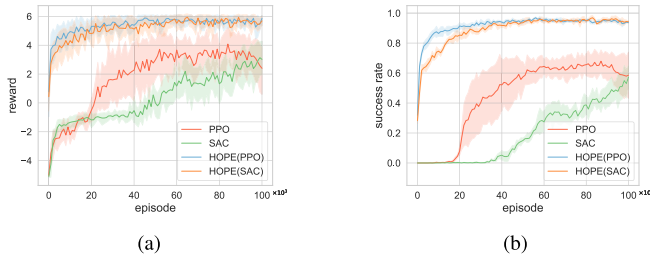 6
4
2
0
−2
−4
reward
0
20
40
60
80
100
×10³
episode
PPO
SAC
HOPE(PPO)
HOPE(SAC)
(a)
1.0
0.8
0.6
0.4
0.2
0.0
success rate
0
20
40
60
80
100
×10
episode
PPO
SAC
HOPE(PPO)
HOPE(SAC)
(b)